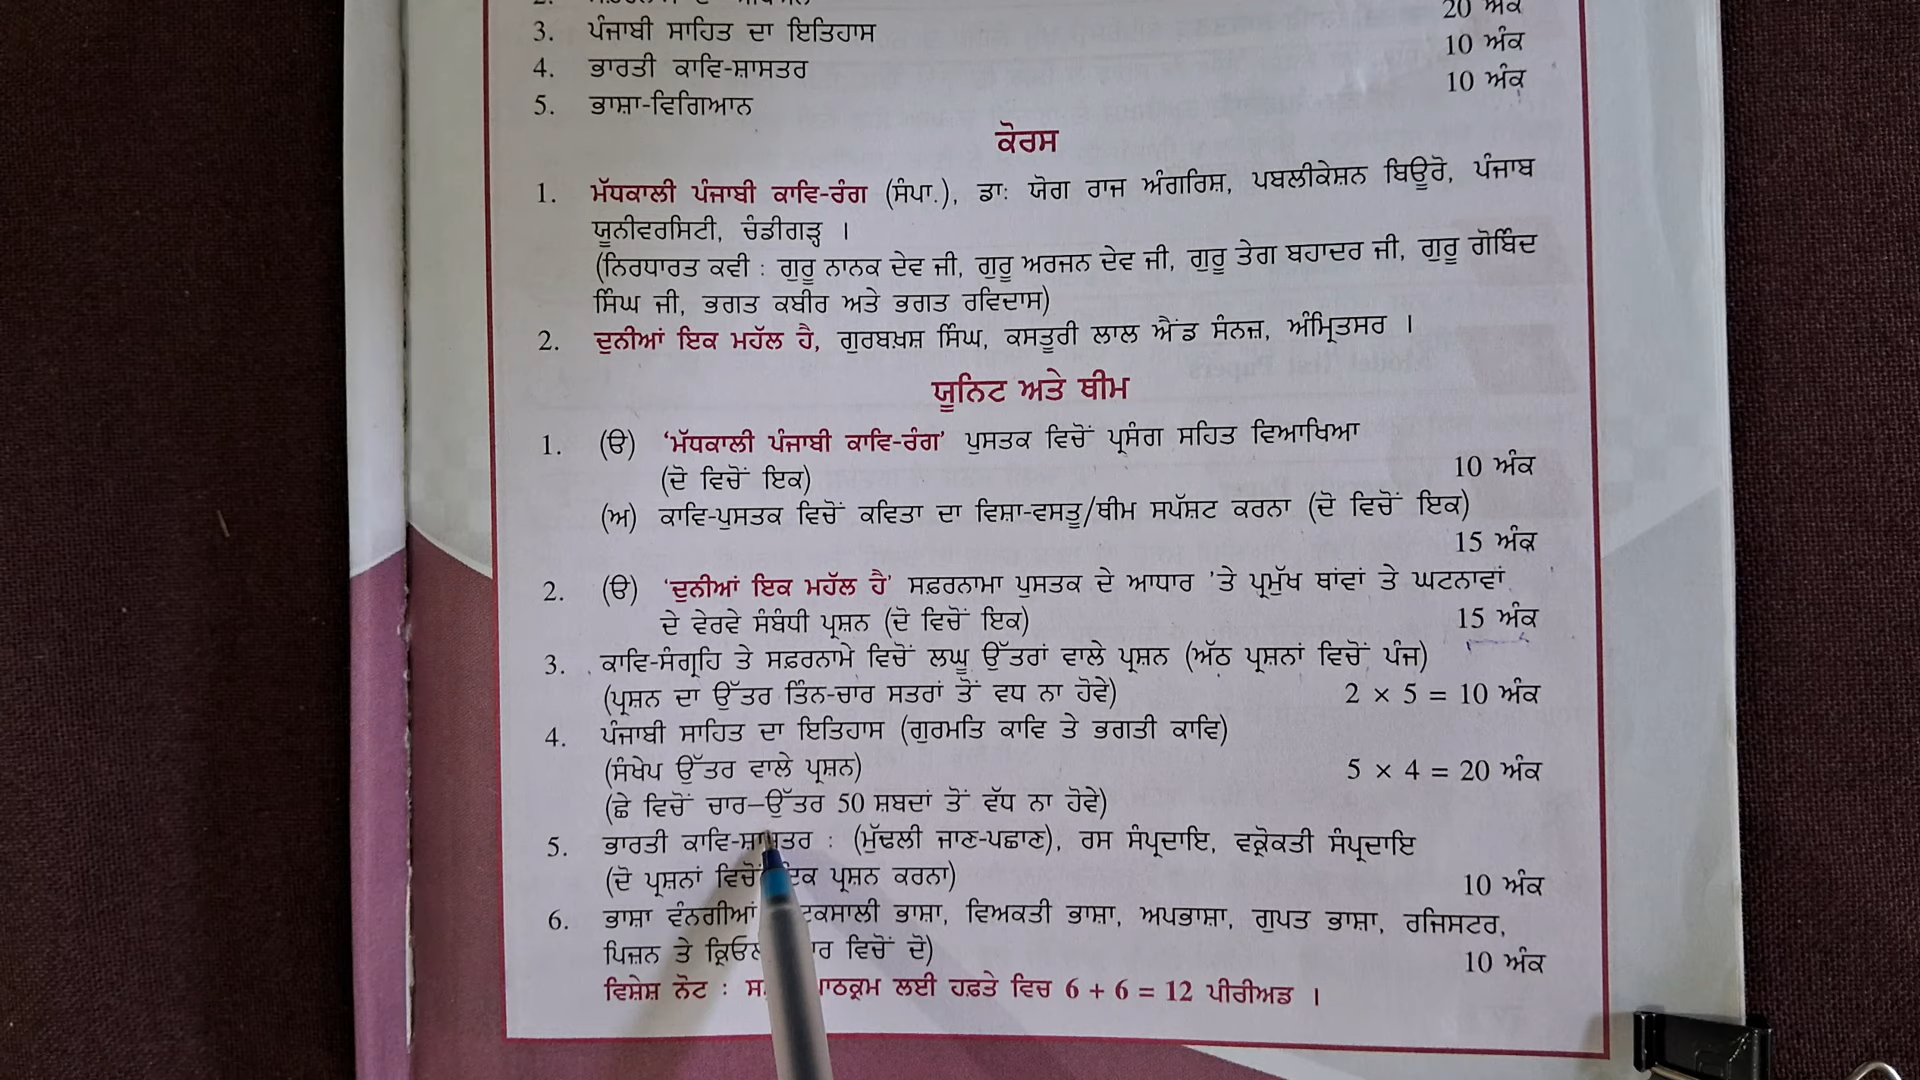 20 ਅੰਕ
3. ਪੰਜਾਬੀ ਸਾਹਿਤ ਦਾ ਇਤਿਹਾਸ 10 ਅੰਕ
4. ਭਾਰਤੀ ਕਾਵਿ-ਸ਼ਾਸਤਰ 10 ਅੰਕ
5. ਭਾਸ਼ਾ-ਵਿਗਿਆਨ
ਕੋਰਸ
1. ਮੱਧਕਾਲੀ ਪੰਜਾਬੀ ਕਾਵਿ-ਰੰਗ (ਸੰਪਾ.), ਡਾਃ ਯੋਗ ਰਾਜ ਅੰਗਰਿਸ਼, ਪਬਲੀਕੇਸ਼ਨ ਬਿਊਰੋ, ਪੰਜਾਬ
ਯੂਨੀਵਰਸਿਟੀ, ਚੰਡੀਗੜ੍ਹ ।
(ਨਿਰਧਾਰਤ ਕਵੀ : ਗੁਰੂ ਨਾਨਕ ਦੇਵ ਜੀ, ਗੁਰੂ ਅਰਜਨ ਦੇਵ ਜੀ, ਗੁਰੂ ਤੇਗ ਬਹਾਦਰ ਜੀ, ਗੁਰੂ ਗੋਬਿੰਦ
ਸਿੰਘ ਜੀ, ਭਗਤ ਕਬੀਰ ਅਤੇ ਭਗਤ ਰਵਿਦਾਸ)
2. ਦੁਨੀਆਂ ਇਕ ਮਹੱਲ ਹੈ, ਗੁਰਬਖ਼ਸ਼ ਸਿੰਘ, ਕਸਤੂਰੀ ਲਾਲ ਐਂਡ ਸੰਨਜ਼, ਅੰਮ੍ਰਿਤਸਰ ।
ਯੂਨਿਟ ਅਤੇ ਥੀਮ
1. (ੳ) 'ਮੱਧਕਾਲੀ ਪੰਜਾਬੀ ਕਾਵਿ-ਰੰਗ' ਪੁਸਤਕ ਵਿਚੋਂ ਪ੍ਰਸੰਗ ਸਹਿਤ ਵਿਆਖਿਆ
(ਦੋ ਵਿਚੋਂ ਇਕ) 10 ਅੰਕ
(ਅ) ਕਾਵਿ-ਪੁਸਤਕ ਵਿਚੋਂ ਕਵਿਤਾ ਦਾ ਵਿਸ਼ਾ-ਵਸਤੂ/ਥੀਮ ਸਪੱਸ਼ਟ ਕਰਨਾ (ਦੋ ਵਿਚੋਂ ਇਕ)
15 ਅੰਕ
2. (ੳ) 'ਦੁਨੀਆਂ ਇਕ ਮਹੱਲ ਹੈ' ਸਫ਼ਰਨਾਮਾ ਪੁਸਤਕ ਦੇ ਆਧਾਰ 'ਤੇ ਪ੍ਰਮੁੱਖ ਥਾਂਵਾਂ ਤੇ ਘਟਨਾਵਾਂ
ਦੇ ਵੇਰਵੇ ਸੰਬੰਧੀ ਪ੍ਰਸ਼ਨ (ਦੋ ਵਿਚੋਂ ਇਕ) 15 ਅੰਕ
3. ਕਾਵਿ-ਸੰਗ੍ਰਹਿ ਤੇ ਸਫ਼ਰਨਾਮੇ ਵਿਚੋਂ ਲਘੂ ਉੱਤਰਾਂ ਵਾਲੇ ਪ੍ਰਸ਼ਨ (ਅੱਠ ਪ੍ਰਸ਼ਨਾਂ ਵਿਚੋਂ ਪੰਜ)
(ਪ੍ਰਸ਼ਨ ਦਾ ਉੱਤਰ ਤਿੰਨ-ਚਾਰ ਸਤਰਾਂ ਤੋਂ ਵਧ ਨਾ ਹੋਵੇ) 2 × 5 = 10 ਅੰਕ
4. ਪੰਜਾਬੀ ਸਾਹਿਤ ਦਾ ਇਤਿਹਾਸ (ਗੁਰਮਤਿ ਕਾਵਿ ਤੇ ਭਗਤੀ ਕਾਵਿ)
(ਸੰਖੇਪ ਉੱਤਰ ਵਾਲੇ ਪ੍ਰਸ਼ਨ) 5 × 4 = 20 ਅੰਕ
(ਛੇ ਵਿਚੋਂ ਚਾਰ–ਉੱਤਰ 50 ਸ਼ਬਦਾਂ ਤੋਂ ਵੱਧ ਨਾ ਹੋਵੇ)
5. ਭਾਰਤੀ ਕਾਵਿ-ਸ਼ਾਸਤਰ : (ਮੁੱਢਲੀ ਜਾਣ-ਪਛਾਣ), ਰਸ ਸੰਪ੍ਰਦਾਇ, ਵਕ੍ਰੋਕਤੀ ਸੰਪ੍ਰਦਾਇ
(ਦੋ ਪ੍ਰਸ਼ਨਾਂ ਵਿਚੋਂ ਇਕ ਪ੍ਰਸ਼ਨ ਕਰਨਾ) 10 ਅੰਕ
6. ਭਾਸ਼ਾ ਵੰਨਗੀਆਂ ਟਕਸਾਲੀ ਭਾਸ਼ਾ, ਵਿਅਕਤੀ ਭਾਸ਼ਾ, ਅਪਭਾਸ਼ਾ, ਗੁਪਤ ਭਾਸ਼ਾ, ਰਜਿਸਟਰ,
ਪਿਜ਼ਨ ਤੇ ਵਿਚੋਂ ਦੋ) 10 ਅੰਕ
ਵਿਸ਼ੇਸ਼ ਨੋਟ : ਲਈ ਹਫ਼ਤੇ ਵਿਚ 6 + 6 = 12 ਪੀਰੀਅਡ ।